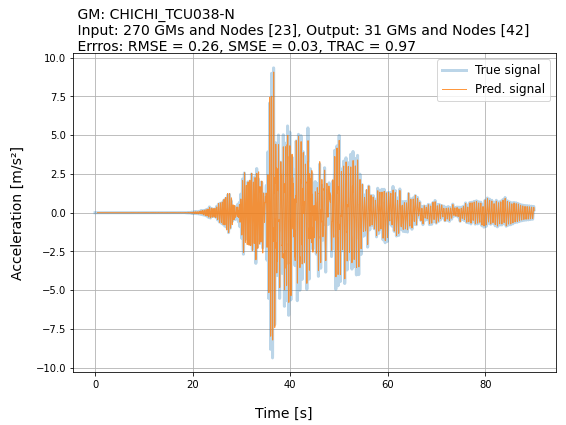 GM: CHICHI_TCU038-N
Input: 270 GMs and Nodes [23], Output: 31 GMs and Nodes [42]
Erros: RMSE = 0.26, SMSE = 0.03, TRAC = 0.97
True signal
Pred. signal
10.0
7.5
5.0
2.5
0.0
−2.5
−5.0
−7.5
−10.0
Acceleration [m/s²]
0
20
40
60
80
Time [s]